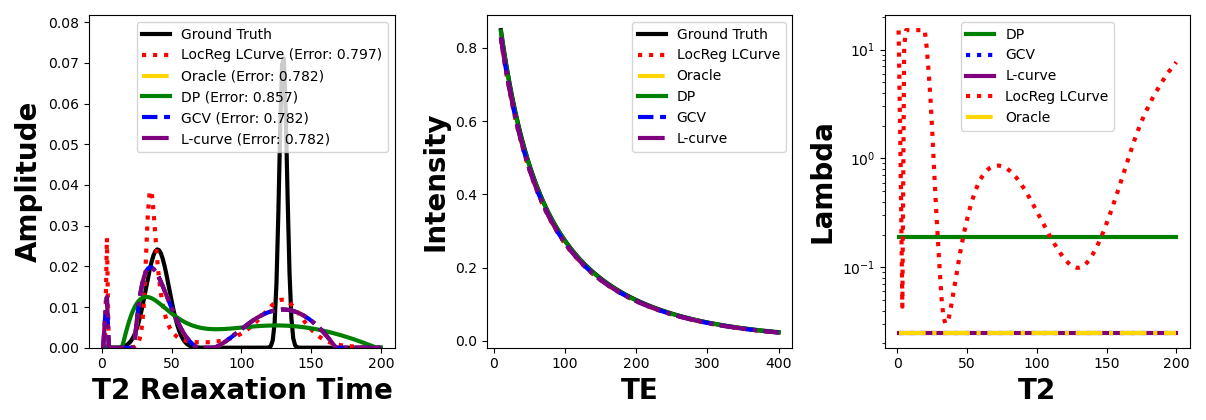 0.08
0.07
0.06
0.05
0.04
0.03
0.02
0.01
0.00
Amplitude
Ground Truth
LocReg LCurve (Error: 0.797)
Oracle (Error: 0.782)
DP (Error: 0.857)
GCV (Error: 0.782)
L-curve (Error: 0.782)
0 50 100 150 200
T2 Relaxation Time
0.8
0.6
0.4
0.2
0.0
Intensity
Ground Truth
LocReg LCurve
Oracle
DP
GCV
L-curve
0 100 200 300 400
TE
10¹
10⁰
10⁻¹
Lambda
DP
GCV
L-curve
LocReg LCurve
Oracle
0 50 100 150 200
T2